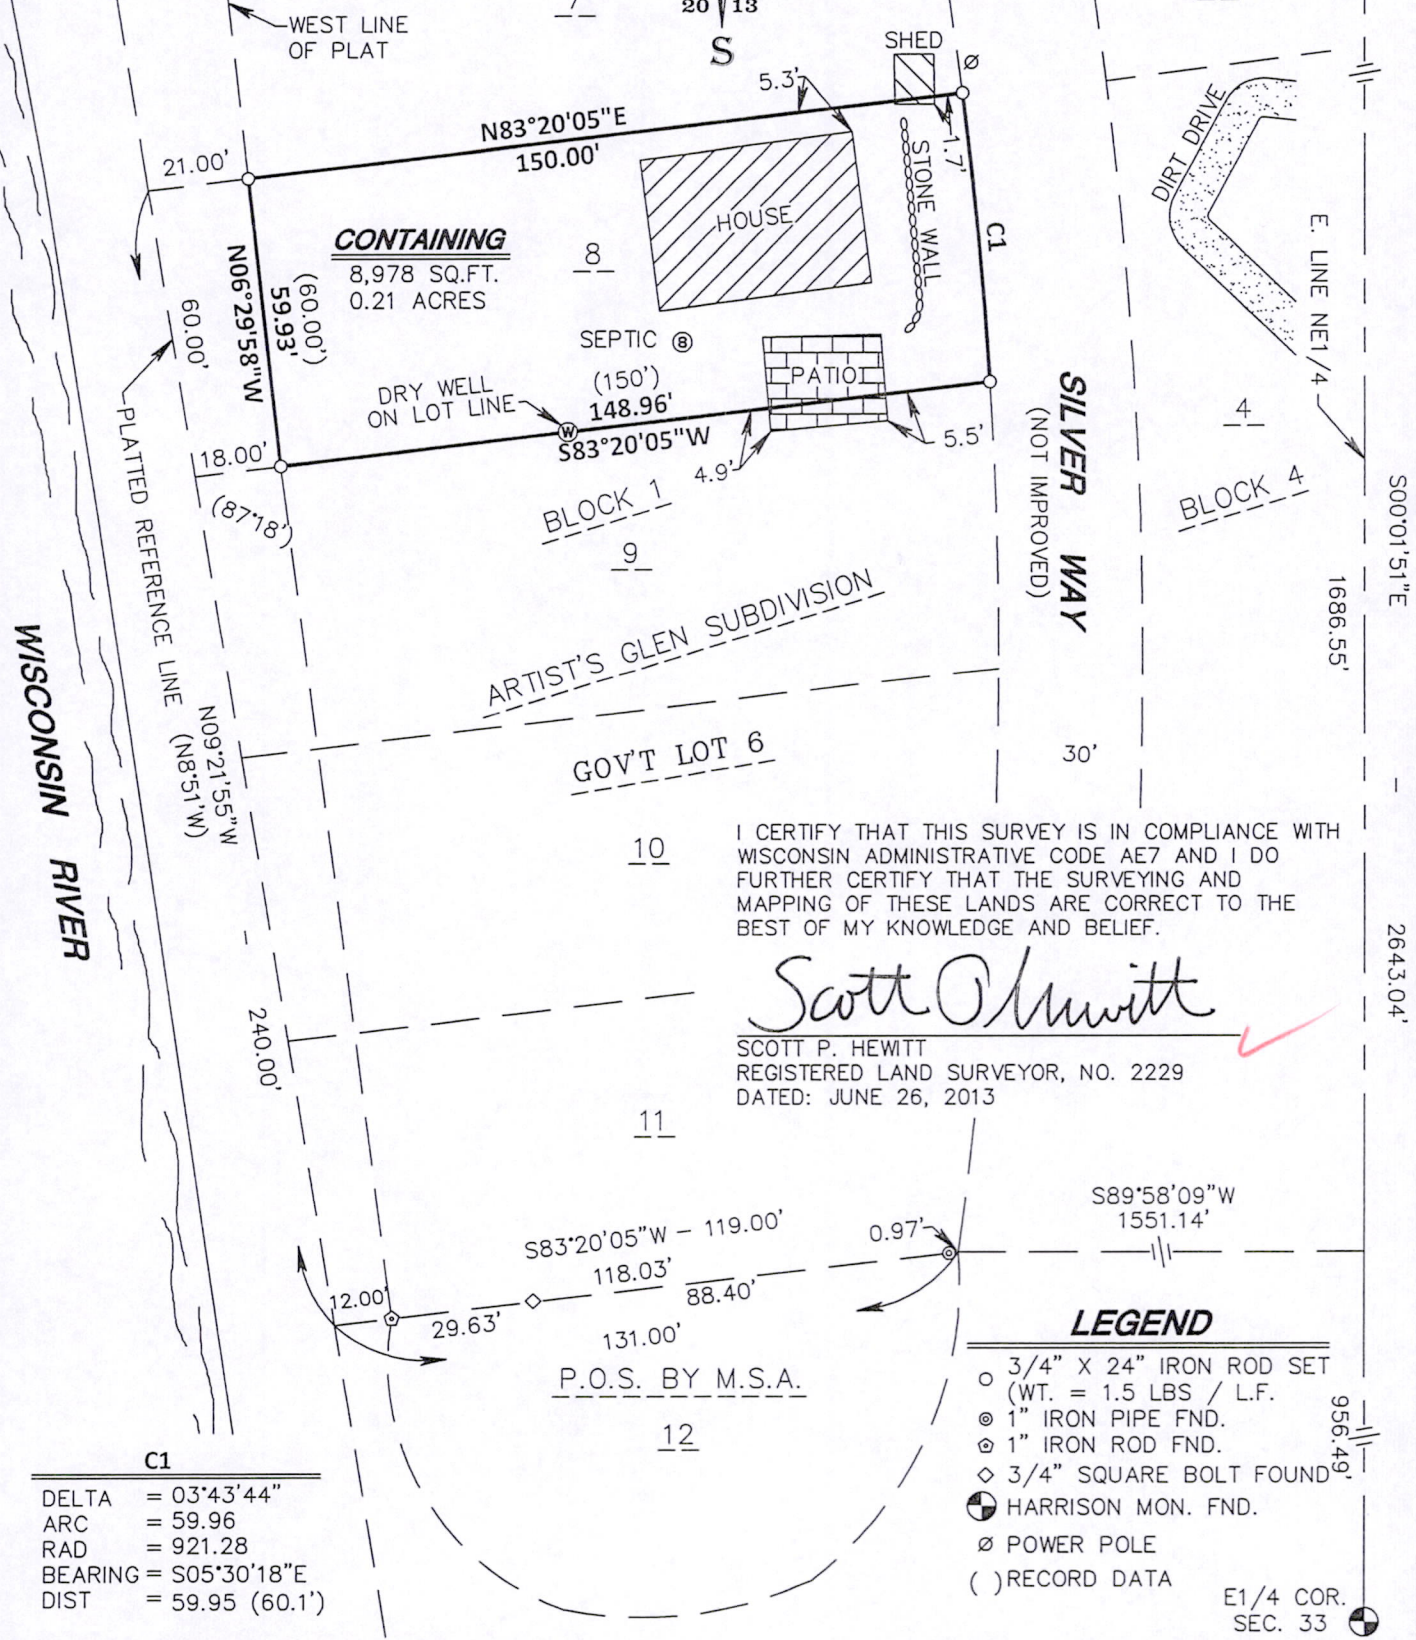 7
20 13
S
WEST LINE
OF PLAT
SHED
5.3'
N83°20'05"E
150.00'
21.00'
1.7'
STONE WALL
DIRT DRIVE
HOUSE
CONTAINING
8,978 SQ.FT.
0.21 ACRES
8
C1
E. LINE NE1/4
N06°29'58"W
59.93'
(60.00')
60.00'
SEPTIC Ⓢ
PATIO
(150')
148.96'
S83°20'05"W
DRY WELL
ON LOT LINE
W
18.00'
(87°18')
4.9'
5.5'
SILVER WAY
(NOT IMPROVED)
4
BLOCK 4
BLOCK 1
9
PLATTED REFERENCE LINE
S00°01'51"E - 2643.04'
1686.55'
ARTIST'S GLEN SUBDIVISION
WISCONSIN RIVER
N09°21'55"W - 240.00'
(N8°51'W)
GOV'T LOT 6
30'
10
I CERTIFY THAT THIS SURVEY IS IN COMPLIANCE WITH
WISCONSIN ADMINISTRATIVE CODE AE7 AND I DO
FURTHER CERTIFY THAT THE SURVEYING AND
MAPPING OF THESE LANDS ARE CORRECT TO THE
BEST OF MY KNOWLEDGE AND BELIEF.
Scott P Hewitt
SCOTT P. HEWITT
REGISTERED LAND SURVEYOR, NO. 2229
DATED: JUNE 26, 2013
11
S89°58'09"W
1551.14'
S83°20'05"W - 119.00'
0.97'
118.03'
88.40'
12.00'
29.63'
131.00'
P.O.S. BY M.S.A.
12
LEGEND
3/4" X 24" IRON ROD SET
(WT. = 1.5 LBS / L.F.
1" IRON PIPE FND.
1" IRON ROD FND.
3/4" SQUARE BOLT FOUND
HARRISON MON. FND.
Ø POWER POLE
( ) RECORD DATA
956.49'
E1/4 COR.
SEC. 33
C1
DELTA = 03°43'44"
ARC = 59.96
RAD = 921.28
BEARING = S05°30'18"E
DIST = 59.95 (60.1')